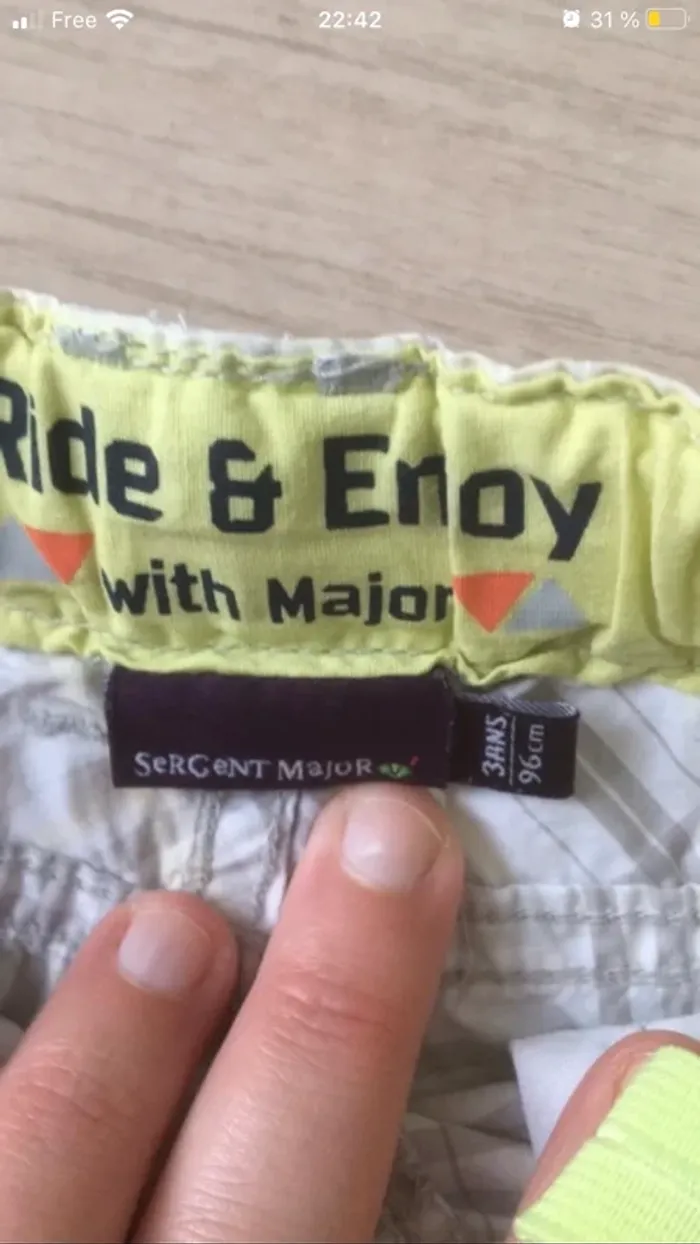 Free 22:42 31 %
Ride & Enoy
with Major
SeRGeNT MaJoR
3ANS
96cm